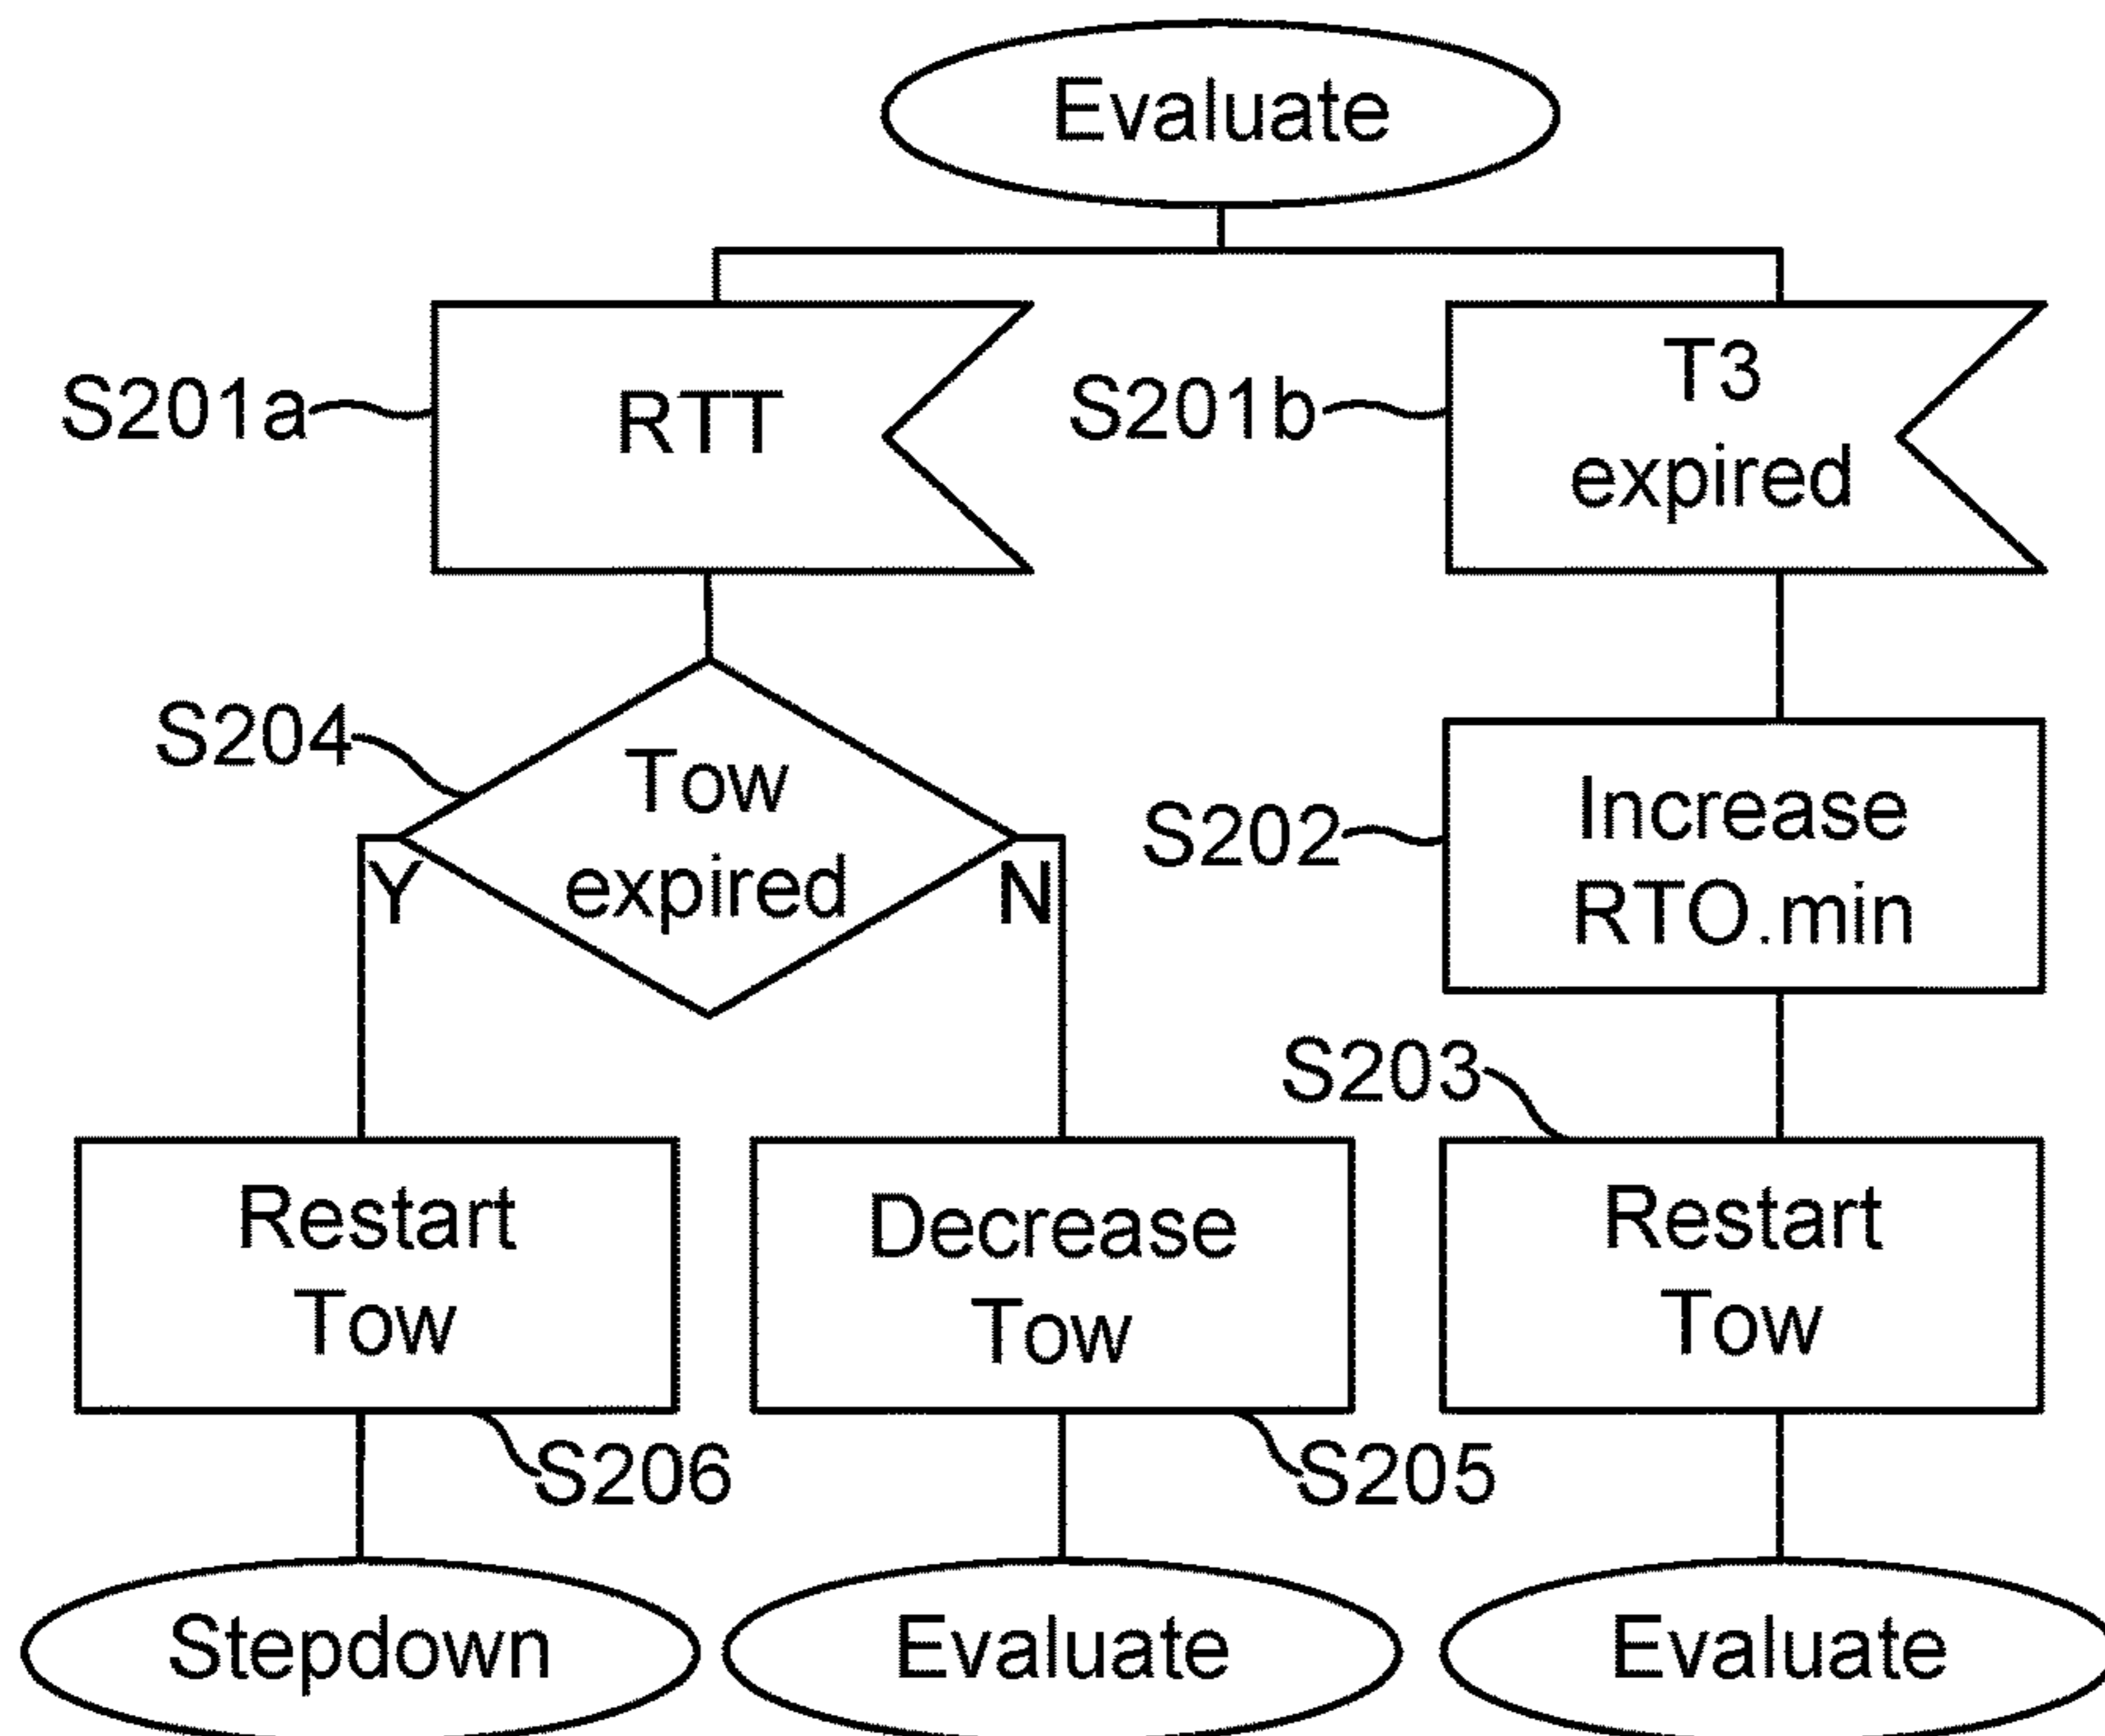 Evaluate
S201a
RTT
S201b
T3
expired
S204
Tow
expired
Y
N
S202
Increase
RTO.min
S203
Restart
Tow
Decrease
Tow
Restart
Tow
S206
S205
Stepdown
Evaluate
Evaluate